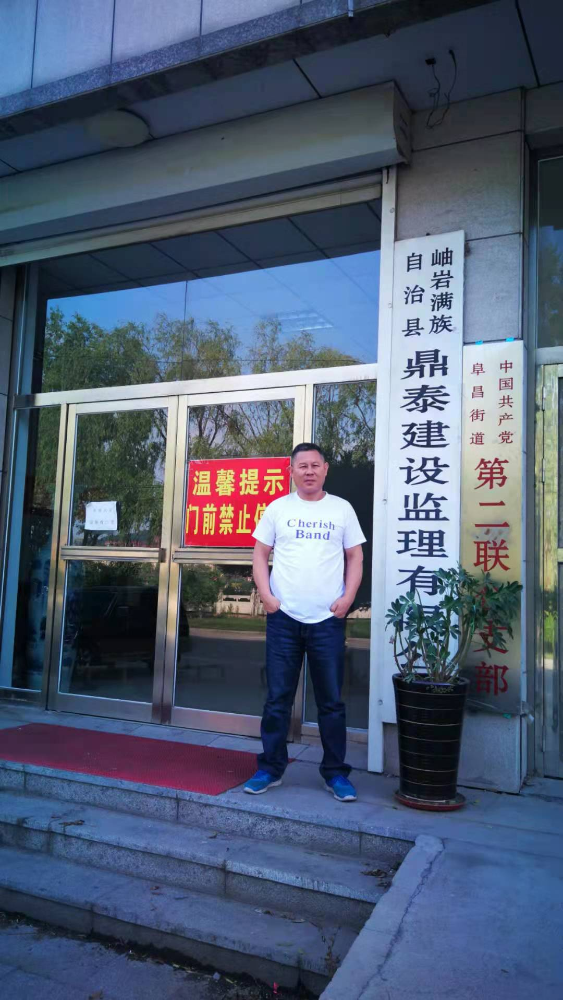 岫岩满族
自治县
鼎泰建设监理有
中国共产党
阜昌街道
第二联
支部
温馨提示
门前禁止
Cherish
Band